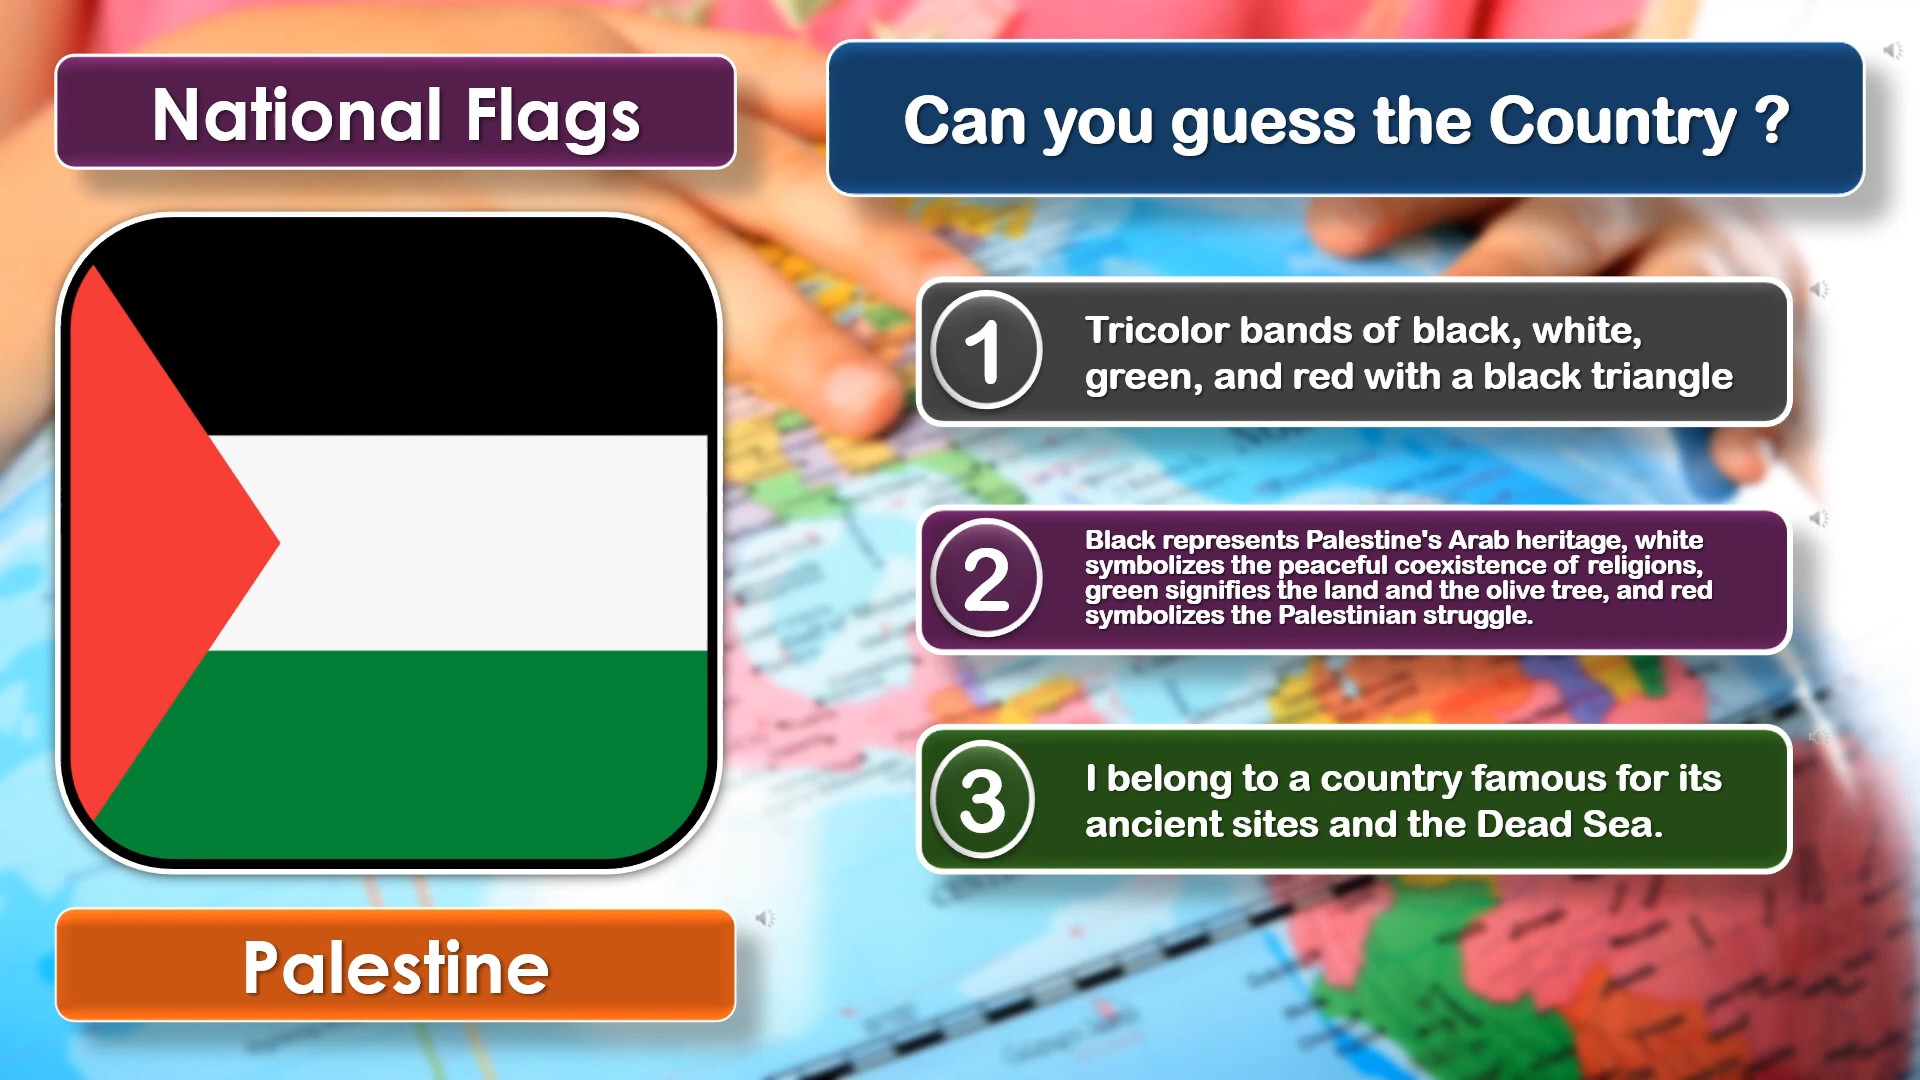 National Flags
Can you guess the Country ?
1
Tricolor bands of black, white,
green, and red with a black triangle
2
Black represents Palestine's Arab heritage, white
symbolizes the peaceful coexistence of religions,
green signifies the land and the olive tree, and red
symbolizes the Palestinian struggle.
3
I belong to a country famous for its
ancient sites and the Dead Sea.
Palestine